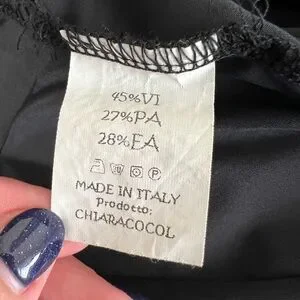 45%VI
27%PA
28%EA
MADE IN ITALY
Prodotto:
CHIARACOCOL